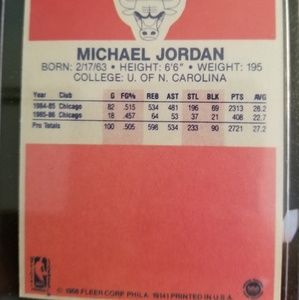 MICHAEL JORDAN
BORN: 2/17/63 • HEIGHT: 6'6" • WEIGHT: 195
COLLEGE: U. OF N. CAROLINA
Year Club G FG% REB AST STL BLK PTS AVG
1984-85 Chicago 82 .515 534 481 196 69 2313 28.2
1985-86 Chicago 18 .457 64 53 37 21 408 22.7
Pro Totals 100 .505 598 534 233 90 2721 27.2
© 1986 FLEER CORP. PHILA. 19141 PRINTED IN U.S.A.
NBA